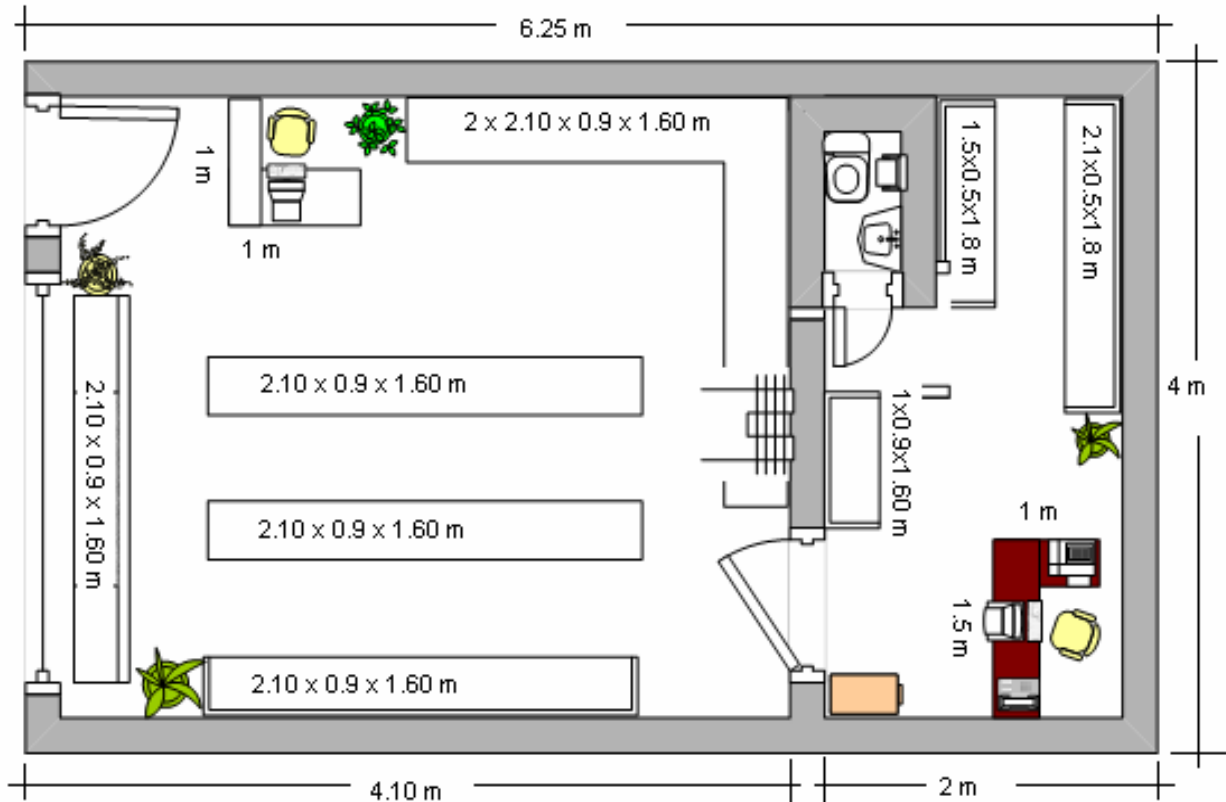 6.25 m
2 x 2.10 x 0.9 x 1.60 m
1 m
1 m
1.5x0.5x1.8 m
2.1x0.5x1.8 m
2.10 x 0.9 x 1.60 m
2.10 x 0.9 x 1.60 m
4 m
1x0.9x1.60 m
2.10 x 0.9 x 1.60 m
1 m
1.5 m
2.10 x 0.9 x 1.60 m
4.10 m
2 m